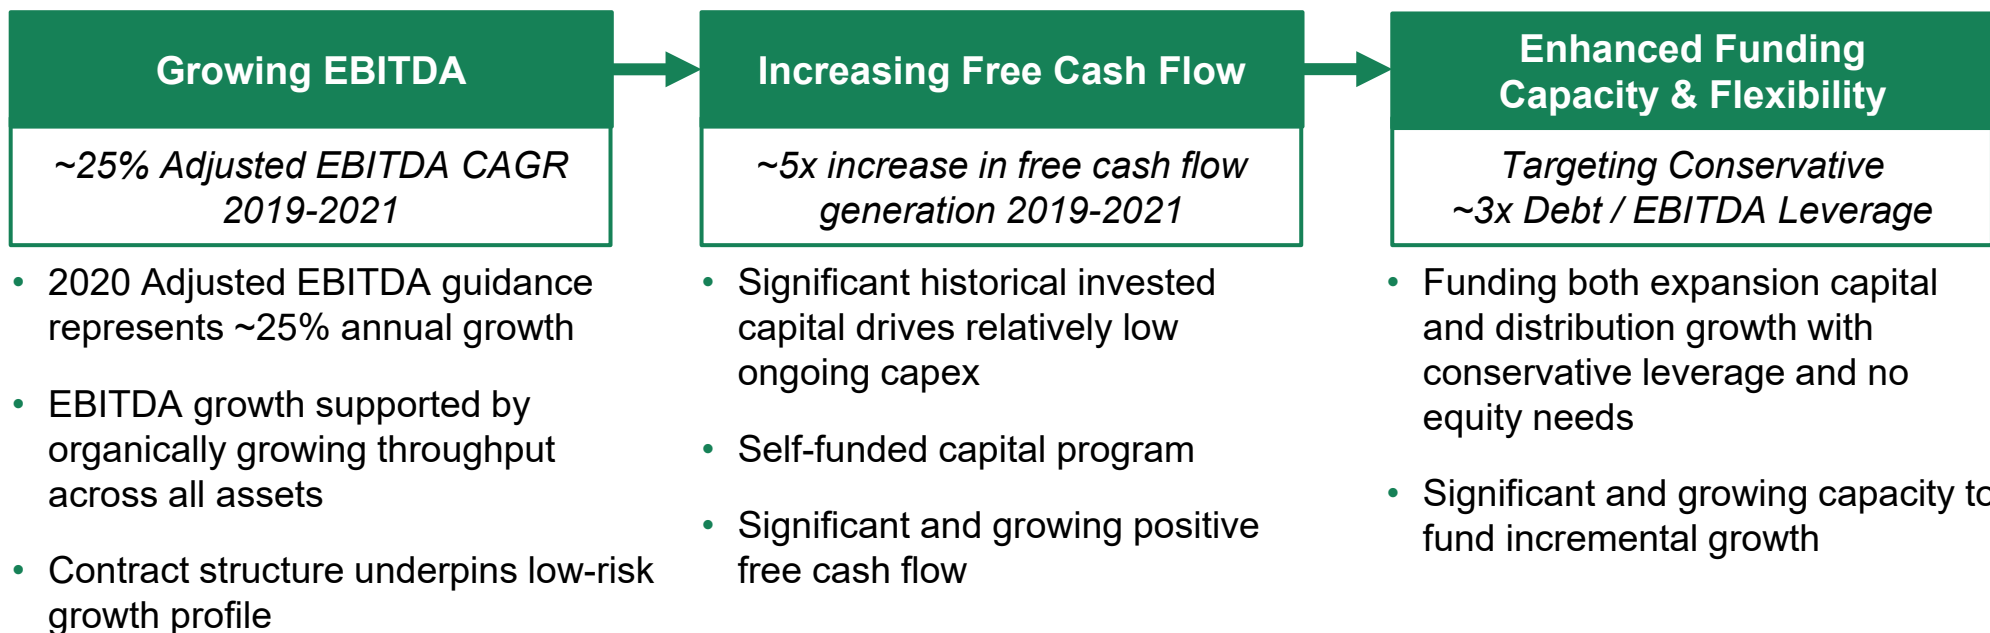 Growing EBITDA
~25% Adjusted EBITDA CAGR
2019-2021
• 2020 Adjusted EBITDA guidance
represents ~25% annual growth
• EBITDA growth supported by
organically growing throughput
across all assets
• Contract structure underpins low-risk
growth profile
Increasing Free Cash Flow
~5x increase in free cash flow
generation 2019-2021
• Significant historical invested
capital drives relatively low
ongoing capex
• Self-funded capital program
• Significant and growing positive
free cash flow
Enhanced Funding
Capacity & Flexibility
Targeting Conservative
~3x Debt / EBITDA Leverage
• Funding both expansion capital
and distribution growth with
conservative leverage and no
equity needs
• Significant and growing capacity to
fund incremental growth